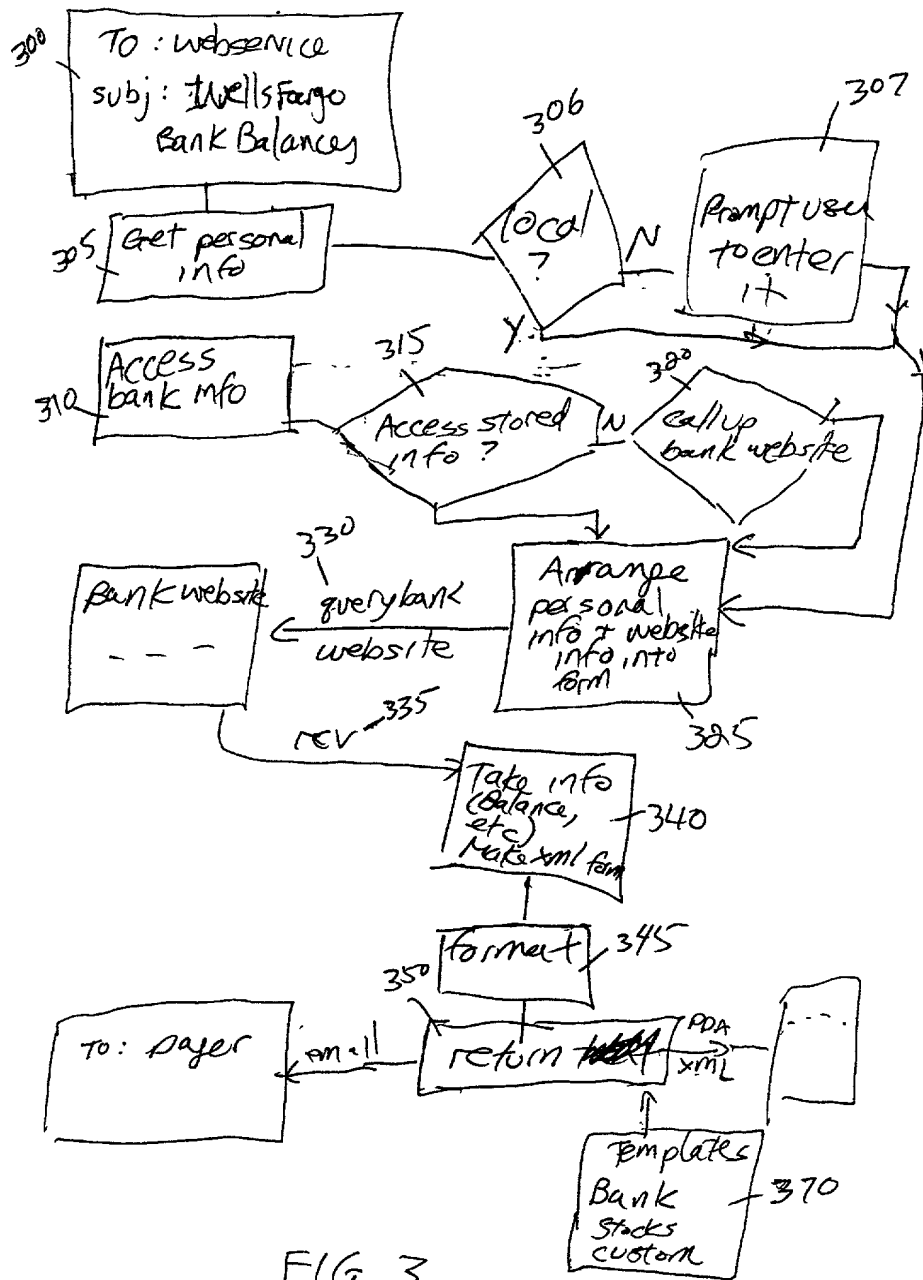 300
To : webservice
subj : Wells Fargo
Bank Balances
305
Get personal
info
306
local
?
N
Y
307
Prompt user
to enter
it
310
Access
bank info
315
Access stored
info ?
N
320
call up
bank website
Y
Arrange
personal
info + website
info into
form
325
330
query bank
website
Bank website
rcv 335
Take info
(Balance,
etc)
Make xml form
340
format
345
350
return
email
To: pager
PDA
XML
Templates
Bank
Stocks
custom
370
FIG 3